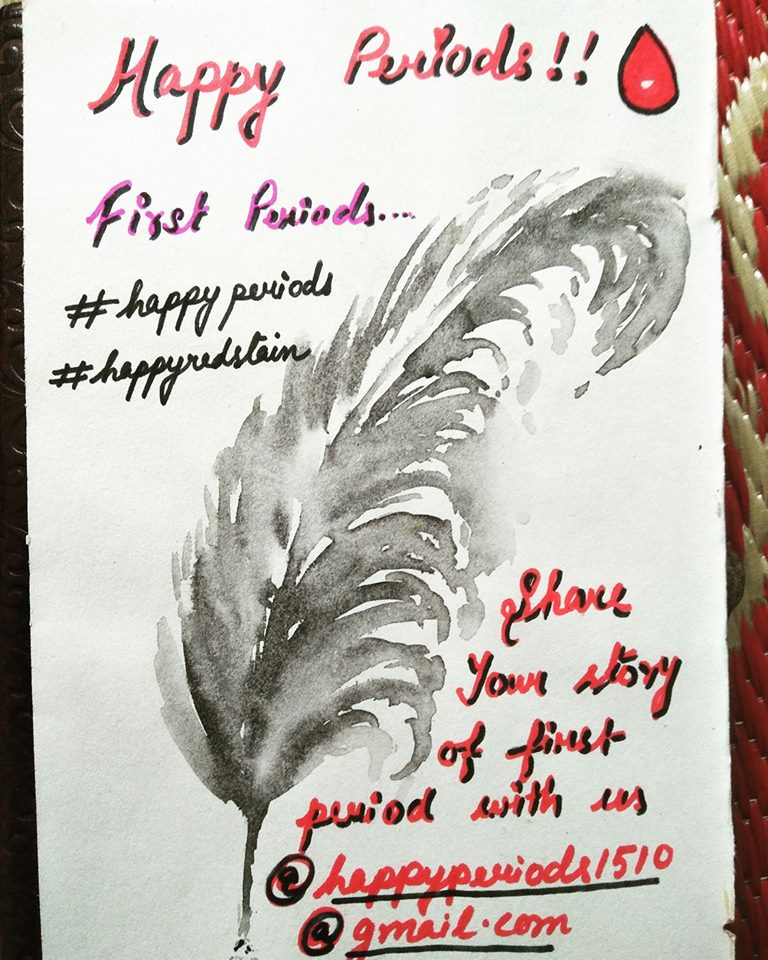 Happy Periods!!
First Periods...
#happyperiods
#happyredstain
Share
Your story
of first
period with us
@happyperiods1510
@gmail.com